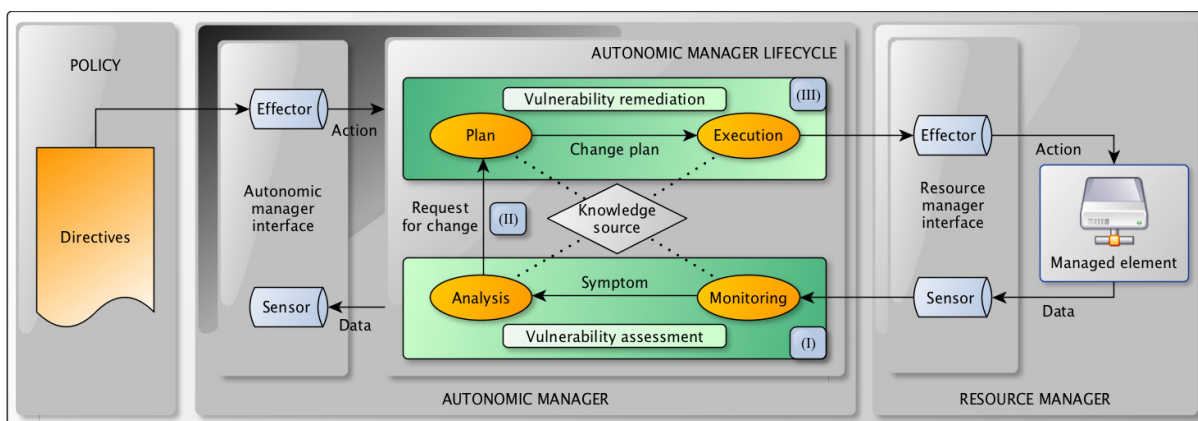 POLICY
Directives
Effector
Action
Autonomic
manager
interface
Sensor
Data
AUTONOMIC MANAGER LIFECYCLE
Vulnerability remediation
(III)
Plan
Change plan
Execution
Request
for change
(II)
Knowledge
source
Analysis
Symptom
Monitoring
Vulnerability assessment
(I)
AUTONOMIC MANAGER
Effector
Action
Resource
manager
interface
Managed element
Sensor
Data
RESOURCE MANAGER